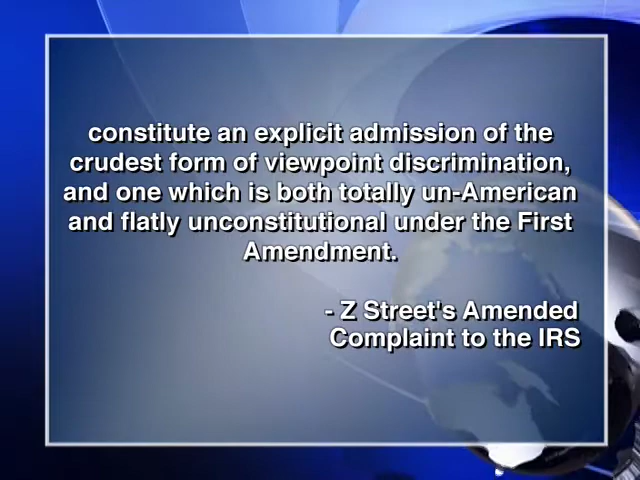 constitute an explicit admission of the
crudest form of viewpoint discrimination,
and one which is both totally un-American
and flatly unconstitutional under the First
Amendment.
- Z Street's Amended
Complaint to the IRS